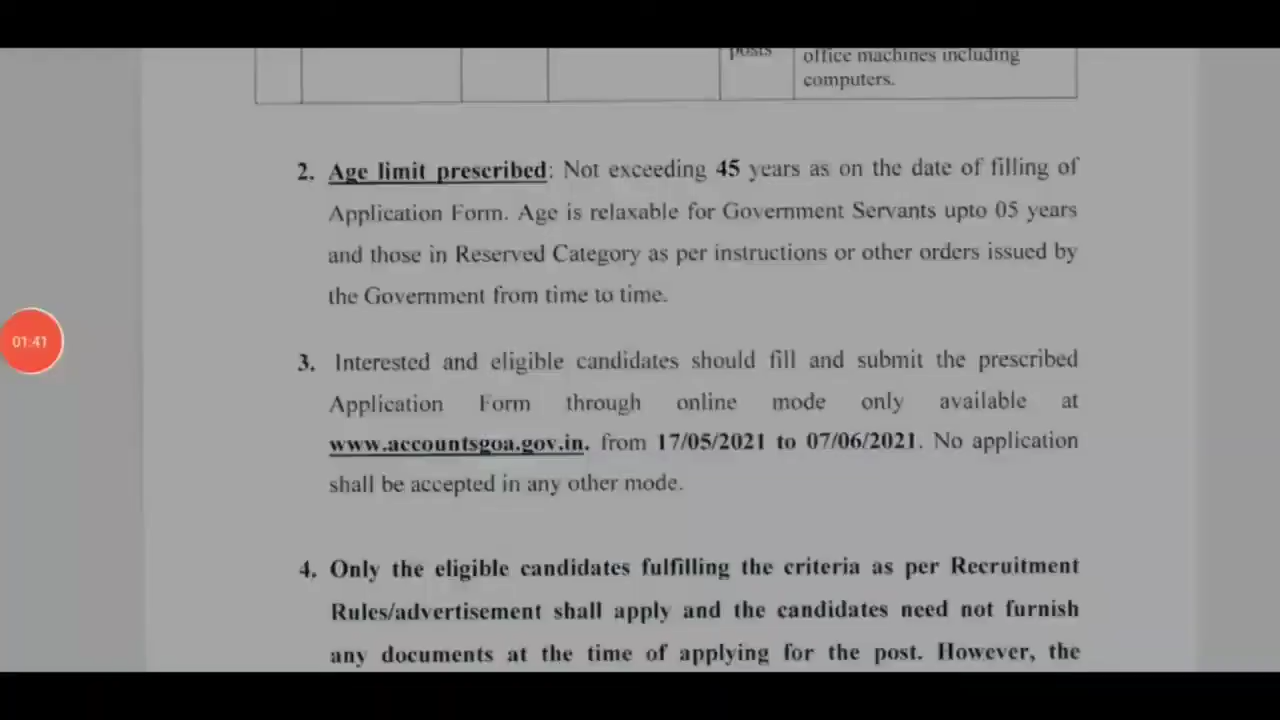 posts
office machines including
computers.
2. Age limit prescribed: Not exceeding 45 years as on the date of filling of
Application Form. Age is relaxable for Government Servants upto 05 years
and those in Reserved Category as per instructions or other orders issued by
the Government from time to time.
01:41
3. Interested and eligible candidates should fill and submit the prescribed
Application Form through online mode only available at
www.accountsgoa.gov.in. from 17/05/2021 to 07/06/2021. No application
shall be accepted in any other mode.
4. Only the eligible candidates fulfilling the criteria as per Recruitment
Rules/advertisement shall apply and the candidates need not furnish
any documents at the time of applying for the post. However, the